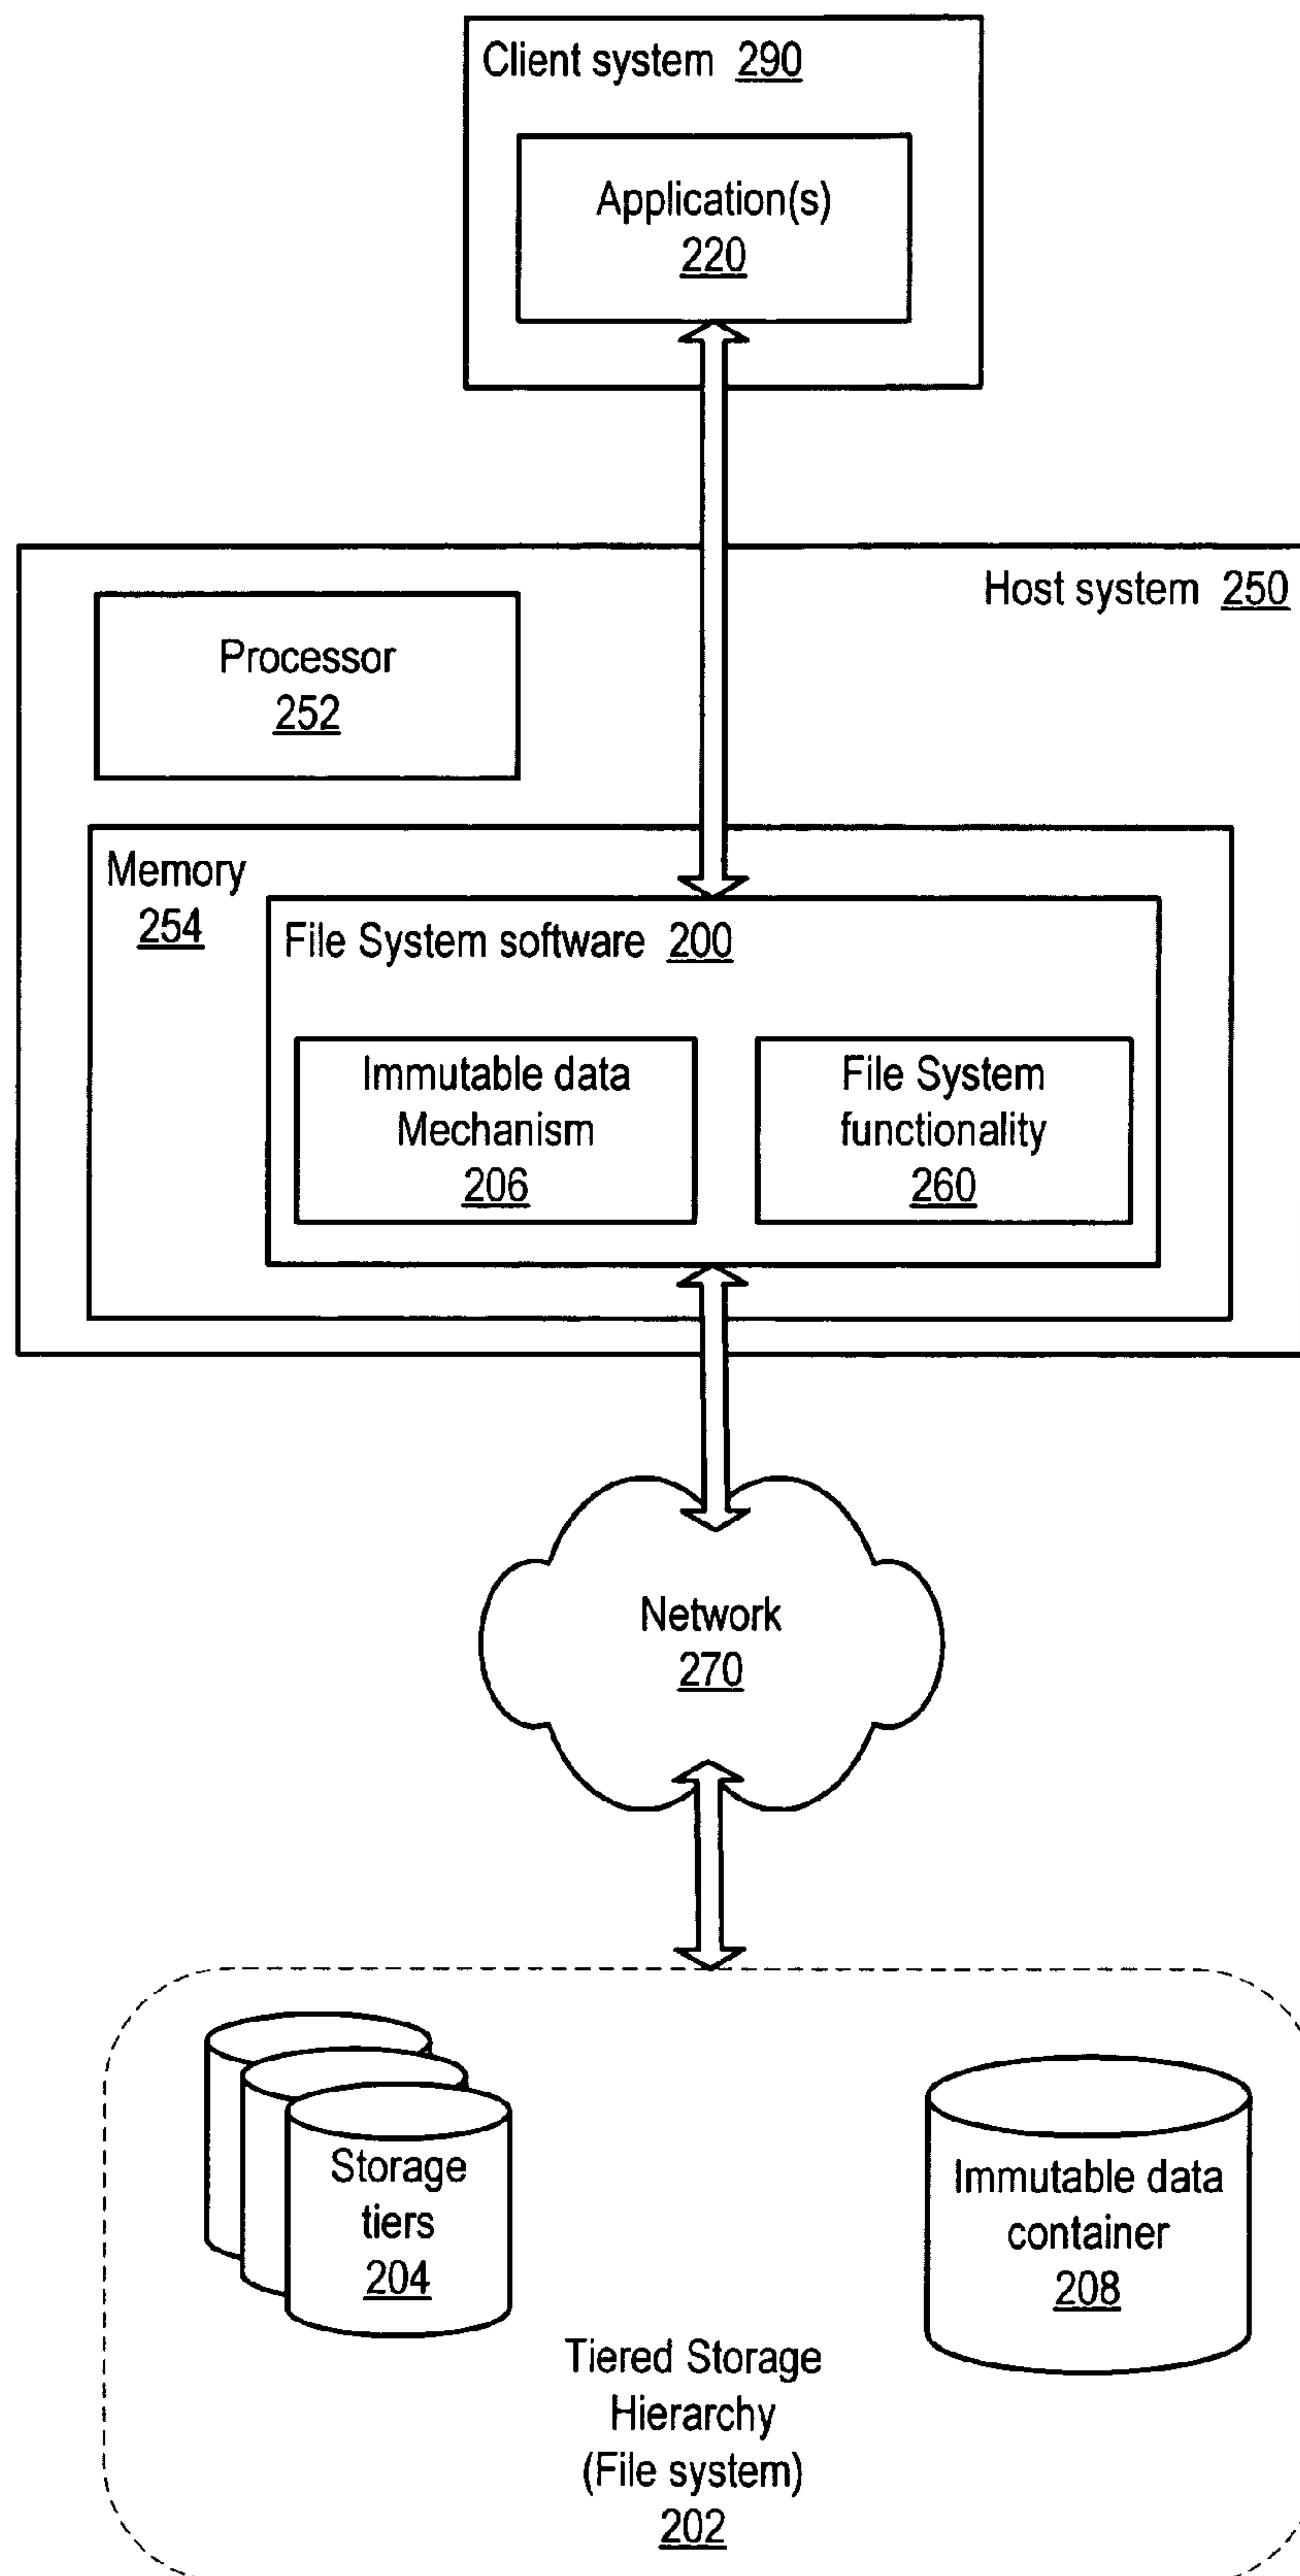 Client system 290
Application(s)
220
Host system 250
Processor
252
Memory
254
File System software 200
Immutable data
Mechanism
206
File System
functionality
260
Network
270
Storage
tiers
204
Immutable data
container
208
Tiered Storage
Hierarchy
(File system)
202